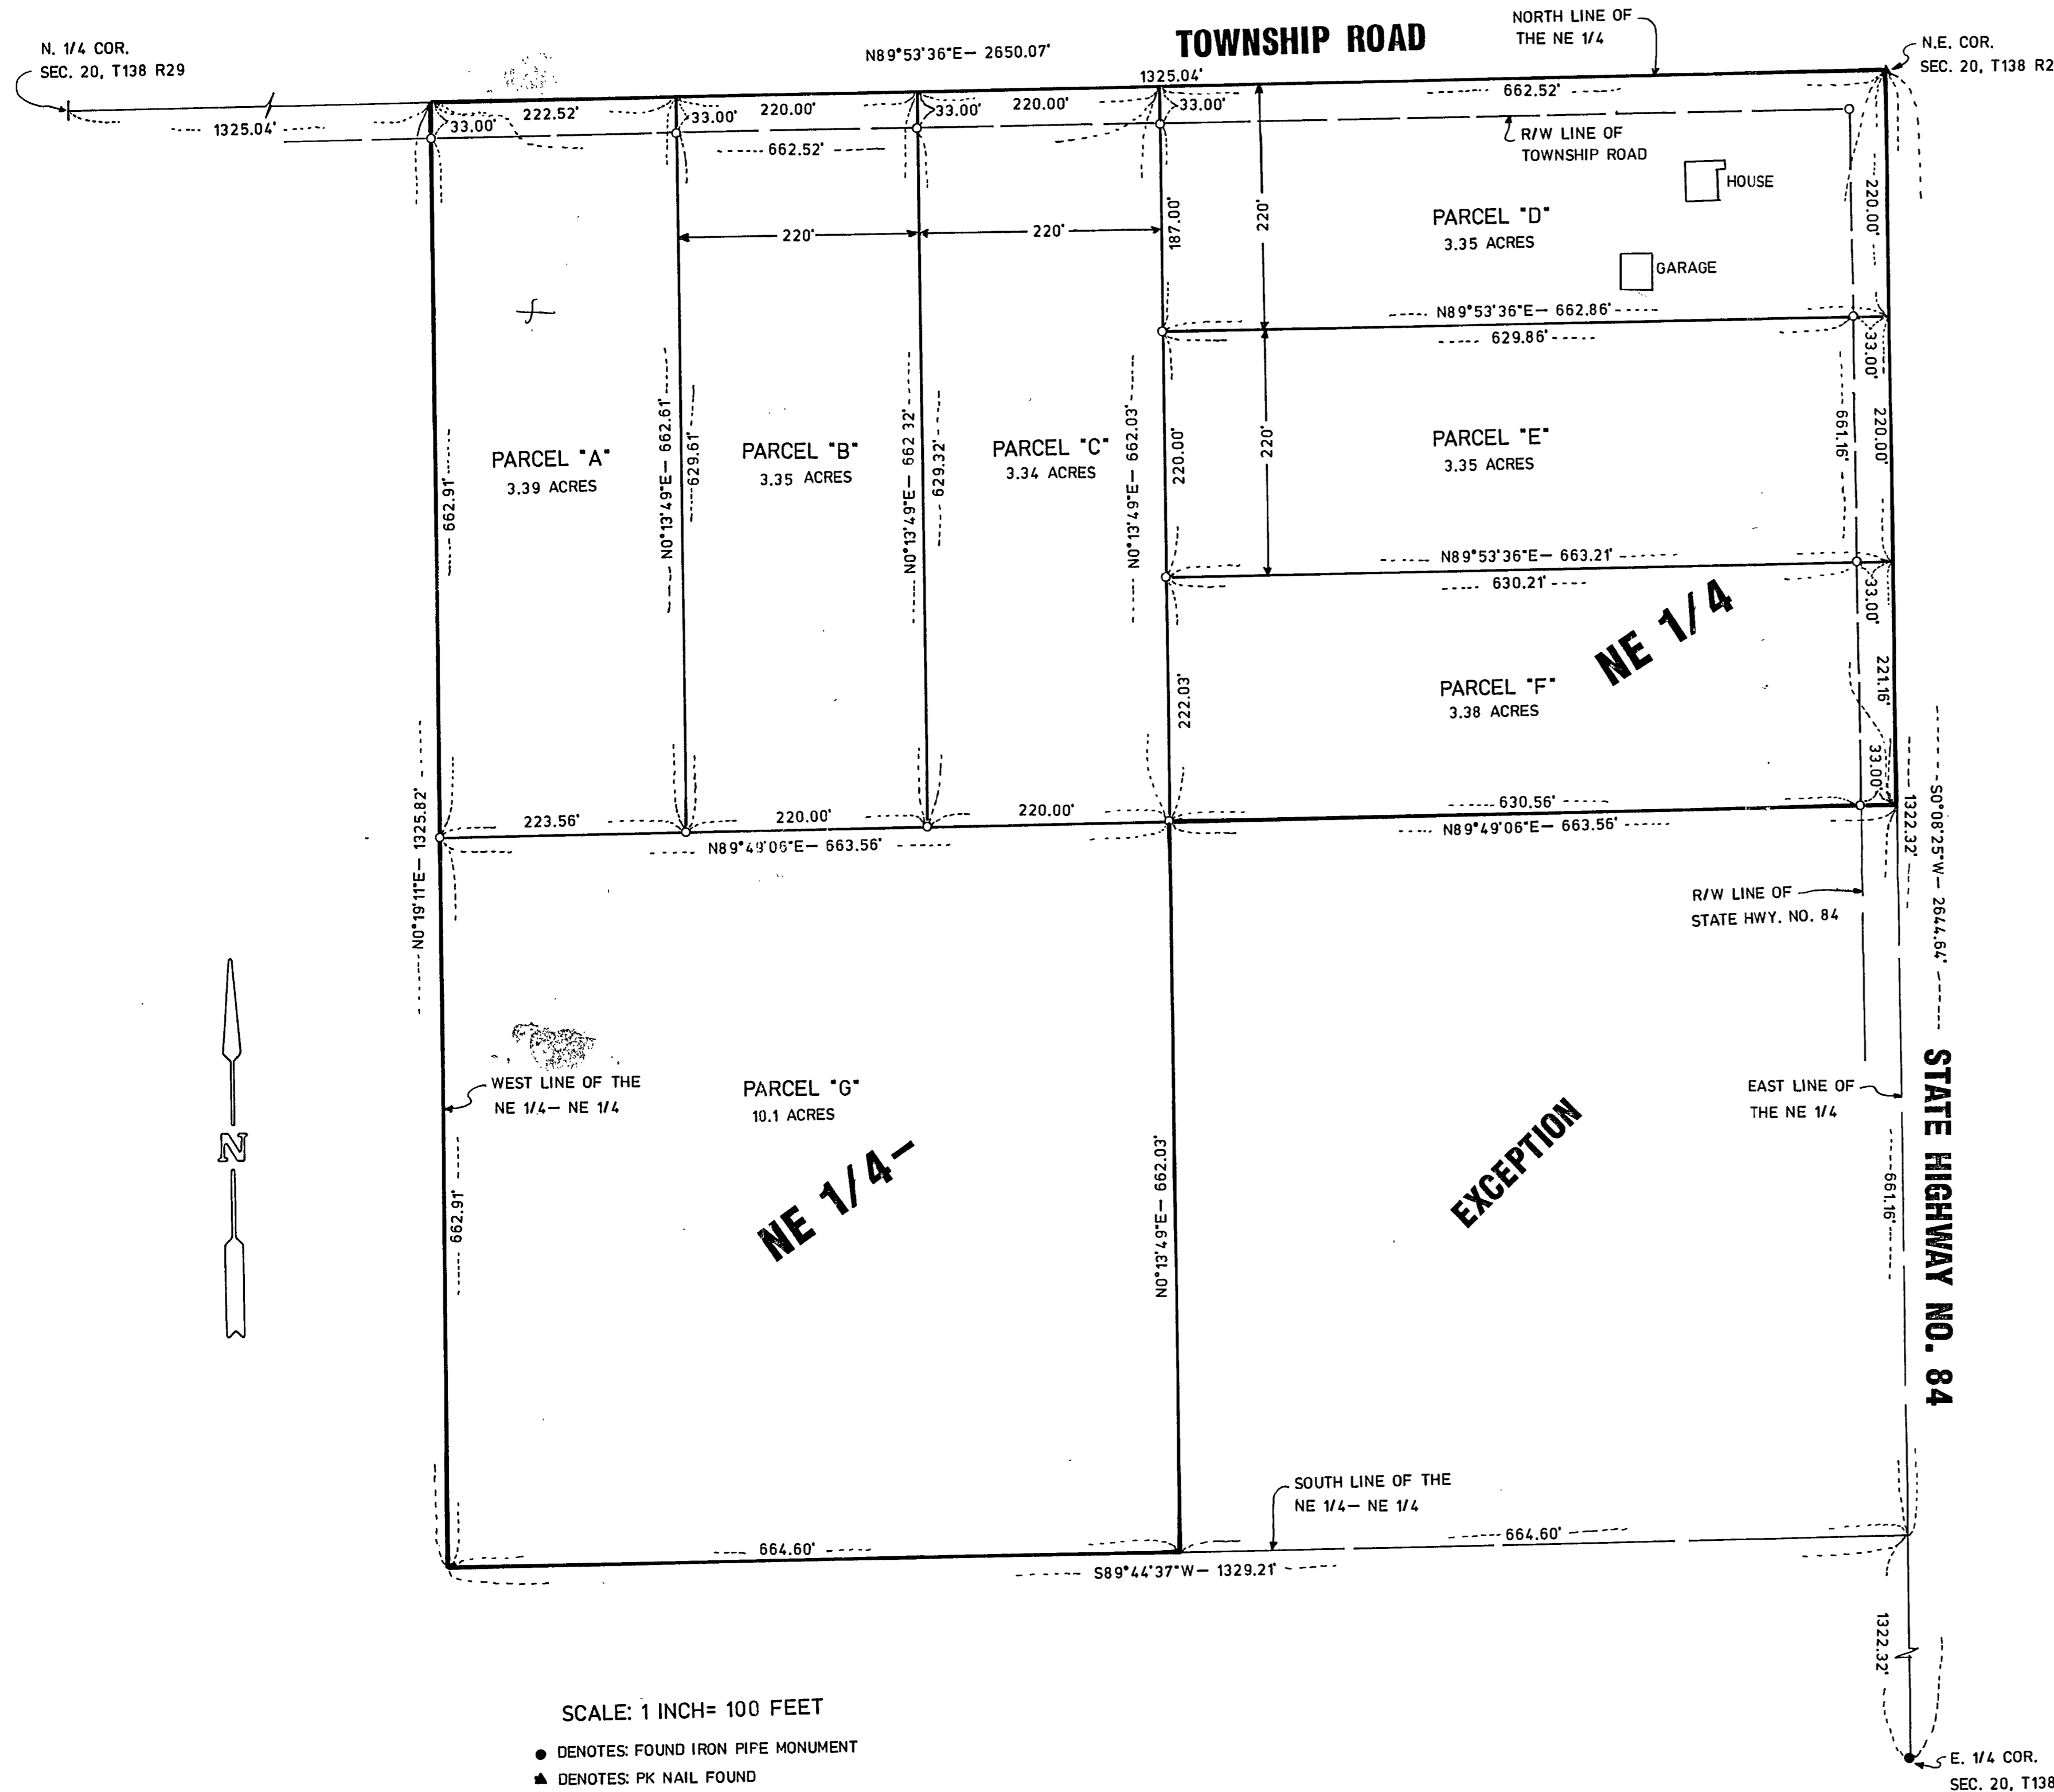 TOWNSHIP ROAD
NORTH LINE OF
THE NE 1/4
N. 1/4 COR.
SEC. 20, T138 R29
N89°53'36"E— 2650.07'
1325.04'
N.E. COR.
SEC. 20, T138 R2
1325.04'
33.00'
222.52'
33.00'
220.00'
33.00'
220.00'
33.00'
662.52'
662.52'
R/W LINE OF
TOWNSHIP ROAD
HOUSE
220'
220'
187.00'
220'
PARCEL "D"
3.35 ACRES
GARAGE
220.00'
N89°53'36"E— 662.86'
629.86'
33.00'
662.91'
PARCEL "A"
3.39 ACRES
N0°13'49"E— 662.61'
629.61'
PARCEL "B"
3.35 ACRES
N0°13'49"E— 662 32'
629.32'
PARCEL "C"
3.34 ACRES
N0°13'49"E— 662.03'
220.00'
220'
PARCEL "E"
3.35 ACRES
661.16'
220.00'
N89°53'36"E— 663.21'
630.21'
33.00'
NE 1/4
222.03'
PARCEL "F"
3.38 ACRES
221.16'
33.00'
223.56'
220.00'
220.00'
N89°49'06"E— 663.56'
630.56'
N89°49'06"E— 663.56'
1322.32'
S0°08'25"W— 2644.64'
N0°19'11"E— 1325.82'
R/W LINE OF
STATE HWY. NO. 84
N
WEST LINE OF THE
NE 1/4— NE 1/4
PARCEL "G"
10.1 ACRES
EAST LINE OF
THE NE 1/4
STATE HIGHWAY NO. 84
662.91'
NE 1/4—
N0°13'49"E— 662.03'
EXCEPTION
661.16'
SOUTH LINE OF THE
NE 1/4— NE 1/4
664.60'
664.60'
S89°44'37"W— 1329.21'
1322.32'
SCALE: 1 INCH= 100 FEET
DENOTES: FOUND IRON PIPE MONUMENT
DENOTES: PK NAIL FOUND
E. 1/4 COR.
SEC. 20, T138